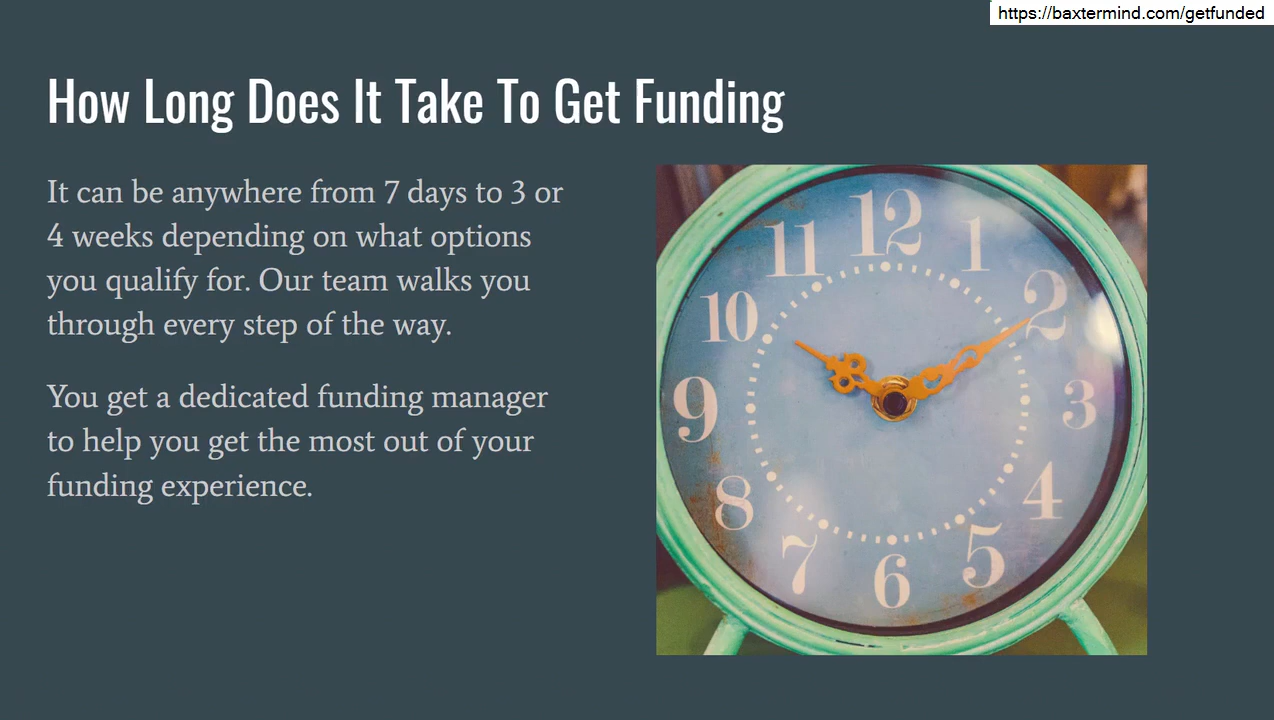 https://baxtermind.com/getfunded
How Long Does It Take To Get Funding
It can be anywhere from 7 days to 3 or
4 weeks depending on what options
you qualify for. Our team walks you
through every step of the way.
You get a dedicated funding manager
to help you get the most out of your
funding experience.
12
1
2
3
4
5
6
7
8
9
10
11